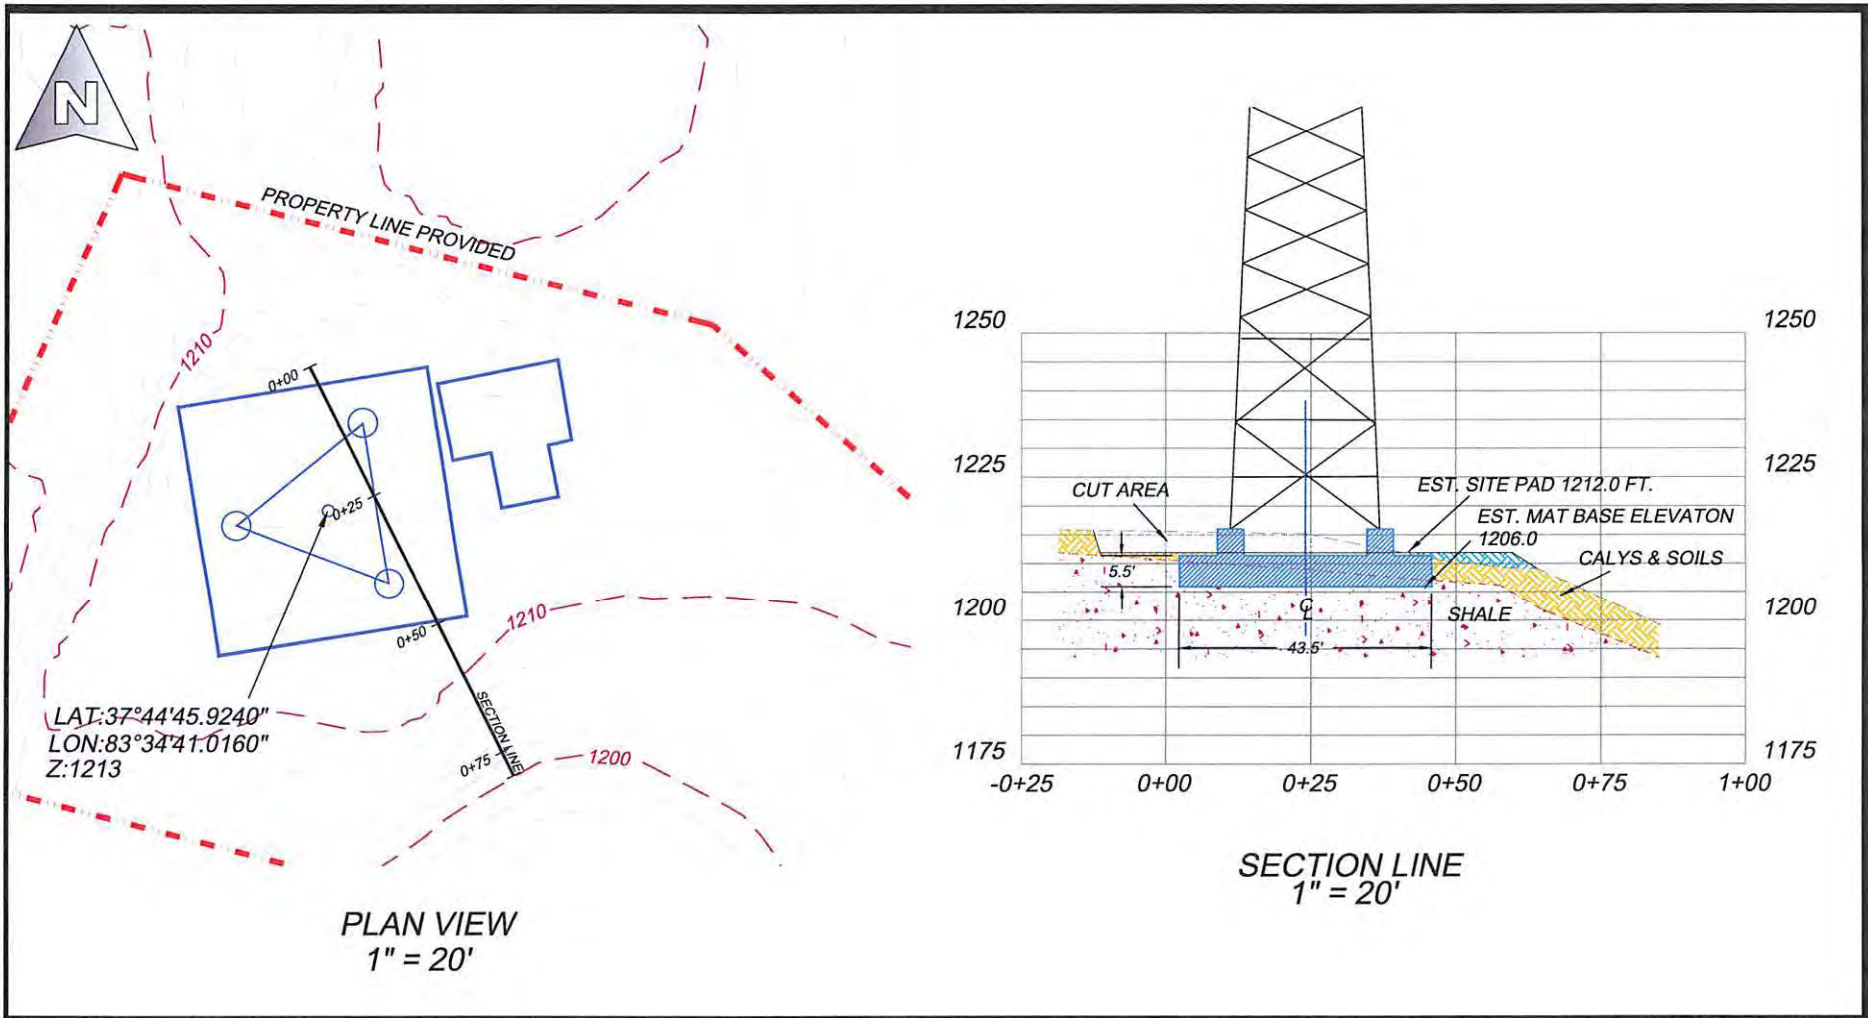 N
PROPERTY LINE PROVIDED
1210
0+00
0+25
0+50
1210
SECTION LINE
0+75
1200
LAT:37°44'45.9240"
LON:83°34'41.0160"
Z:1213
PLAN VIEW
1" = 20'
1250
1250
1225
1225
CUT AREA
EST. SITE PAD 1212.0 FT.
EST. MAT BASE ELEVATON
1206.0
CALYS & SOILS
5.5'
1200
1200
CL
SHALE
43.5'
1175
1175
-0+25
0+00
0+25
0+50
0+75
1+00
SECTION LINE
1" = 20'